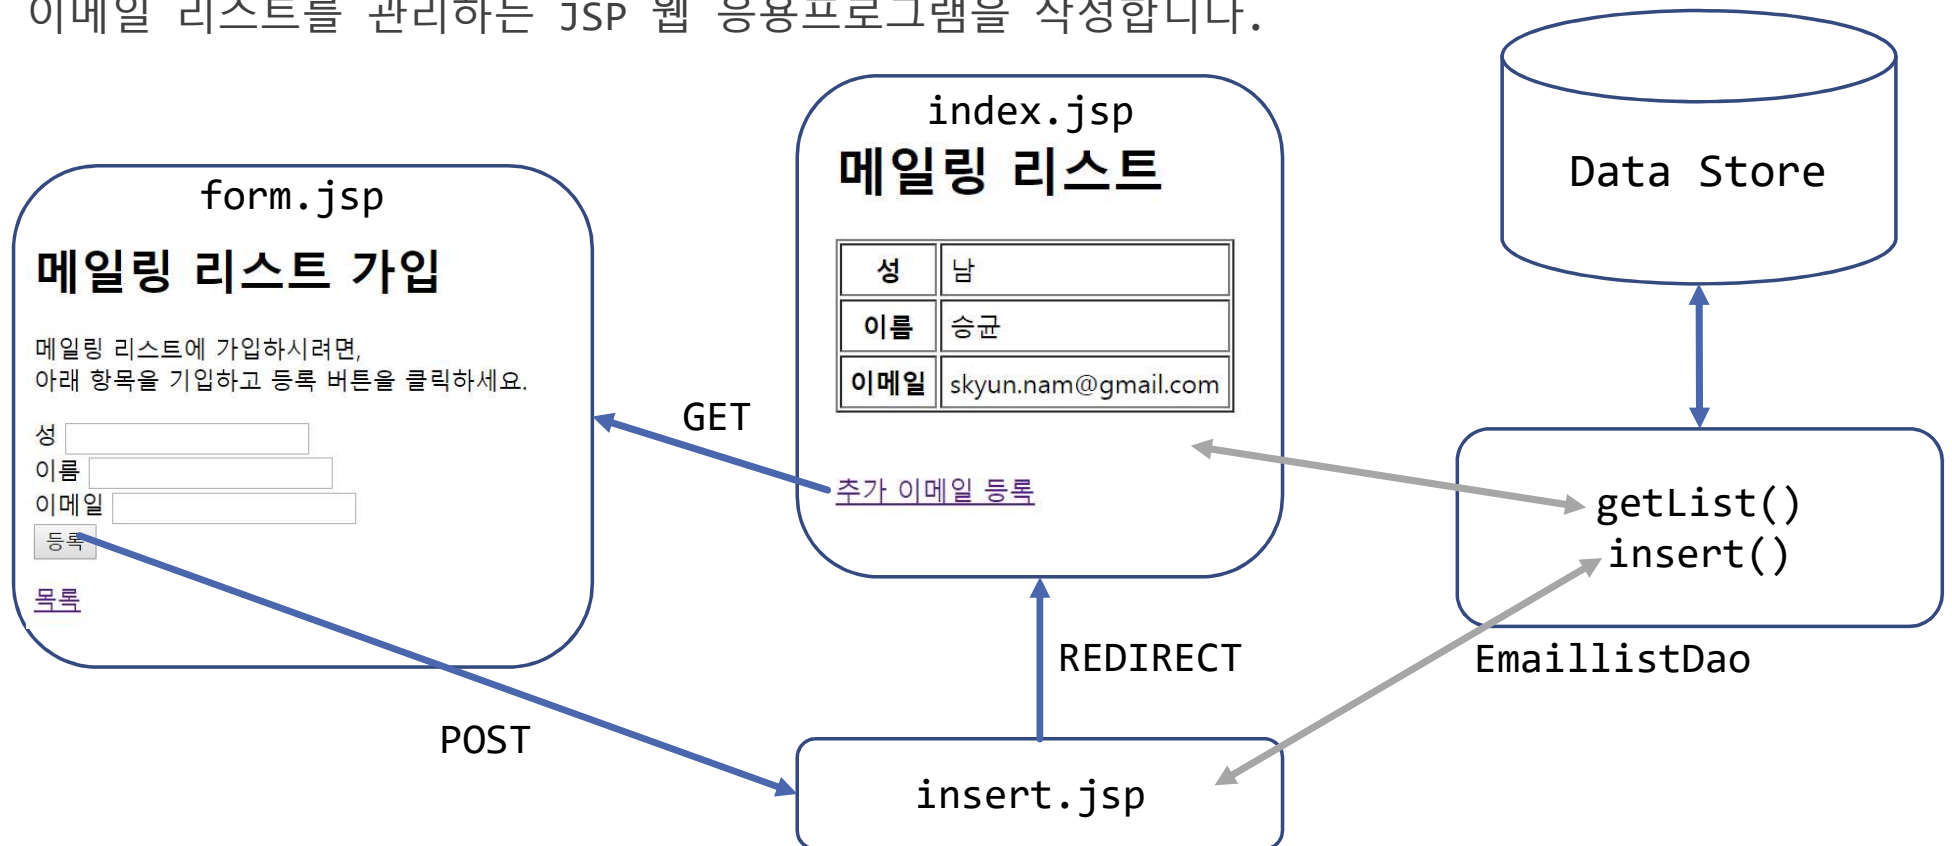 이메일 리스트를 관리하는 JSP 웹 응용프로그램을 작성합니다.
form.jsp
메일링 리스트 가입
메일링 리스트에 가입하시려면,
아래 항목을 기입하고 등록 버튼을 클릭하세요.
성
이름
이메일
등록
목록
GET
POST
index.jsp
메일링 리스트
성 남
이름 승균
이메일 skyun.nam@gmail.com
추가 이메일 등록
REDIRECT
insert.jsp
Data Store
getList()
insert()
EmaillistDao